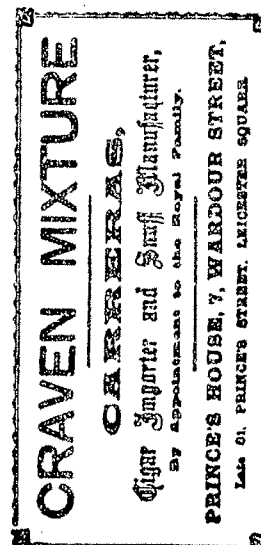 CRAVEN MIXTURE
CARRERAS,
Cigar Importer and Snuff Manufacturer,
By Appointment to the Royal Family.
PRINCE'S HOUSE, 7, WARDOUR STREET,
Late 61, PRINCE'S STREET, LEICESTER SQUARE